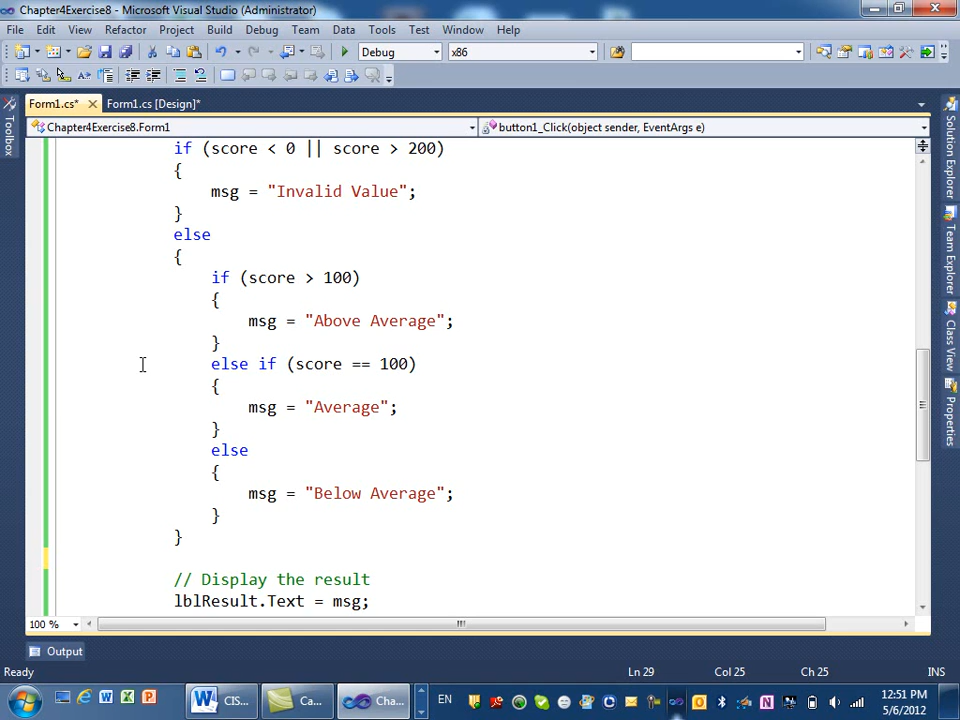 Chapter4Exercise8 - Microsoft Visual Studio (Administrator)
File Edit View Refactor Project Build Debug Team Data Tools Test Window Help
Debug x86
Form1.cs* Form1.cs [Design]*
Chapter4Exercise8.Form1 button1_Click(object sender, EventArgs e)
Toolbox
if (score < 0 || score > 200)
{
msg = "Invalid Value";
}
else
{
if (score > 100)
{
msg = "Above Average";
}
else if (score == 100)
{
msg = "Average";
}
else
{
msg = "Below Average";
}
}
// Display the result
lblResult.Text = msg;
Solution Explorer
Team Explorer
Class View
Properties
100 %
Output
Ready Ln 29 Col 25 Ch 25 INS
CIS... Ca... Cha... EN 12:51 PM
5/6/2012